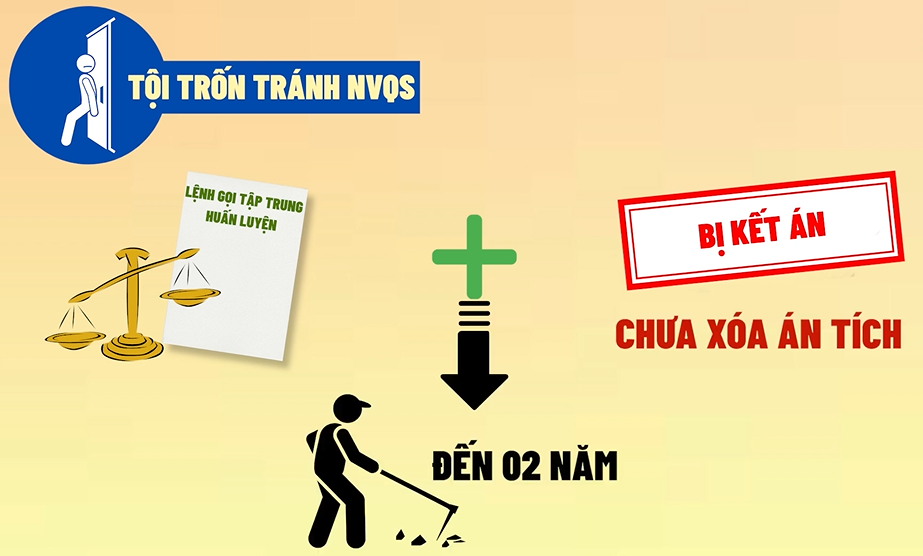 TỘI TRỐN TRÁNH NVQS
LỆNH GỌI TẬP TRUNG
HUẤN LUYỆN
BỊ KẾT ÁN
CHƯA XÓA ÁN TÍCH
ĐẾN 02 NĂM